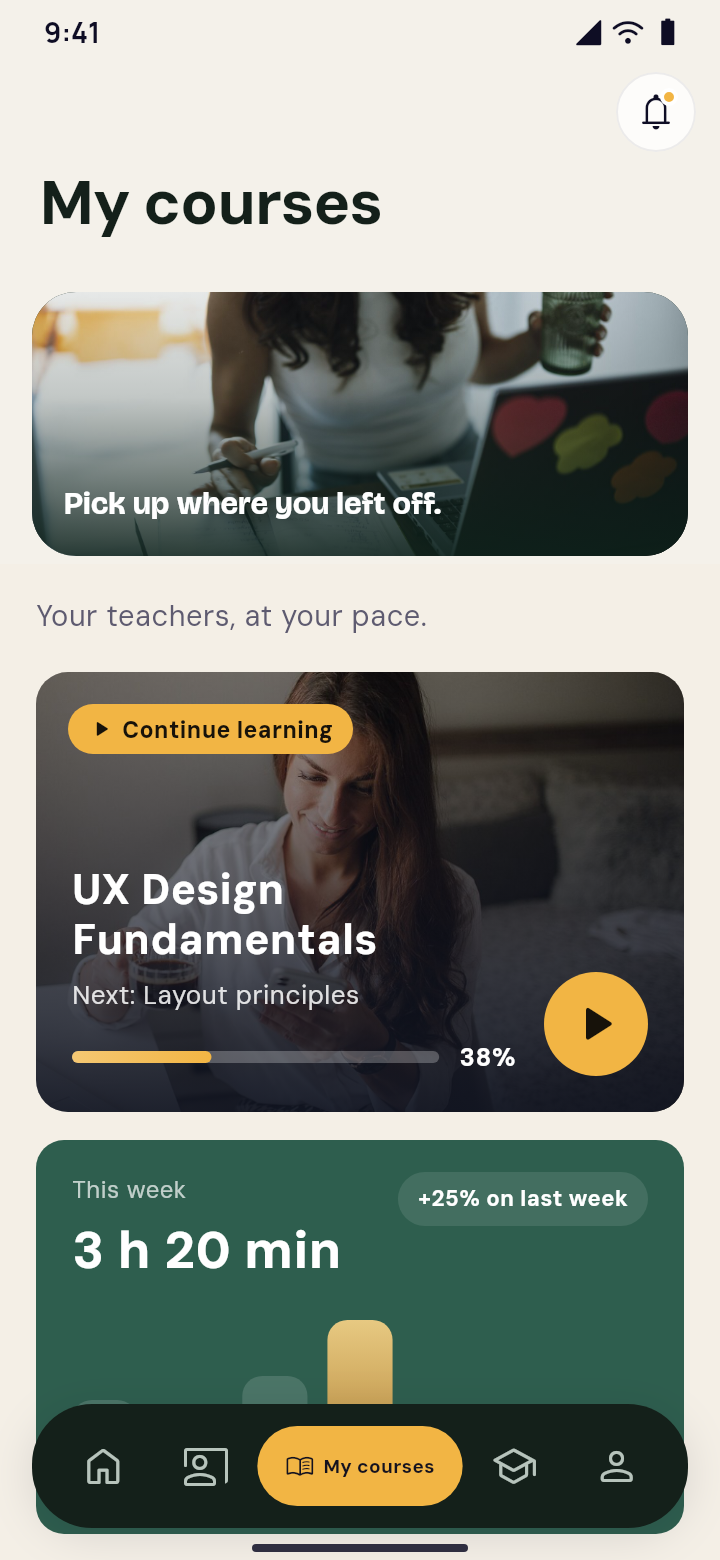 9:41
My courses
Pick up where you left off.
Your teachers, at your pace.
Continue learning
UX Design
Fundamentals
Next: Layout principles
38%
This week
+25% on last week
3 h 20 min
My courses